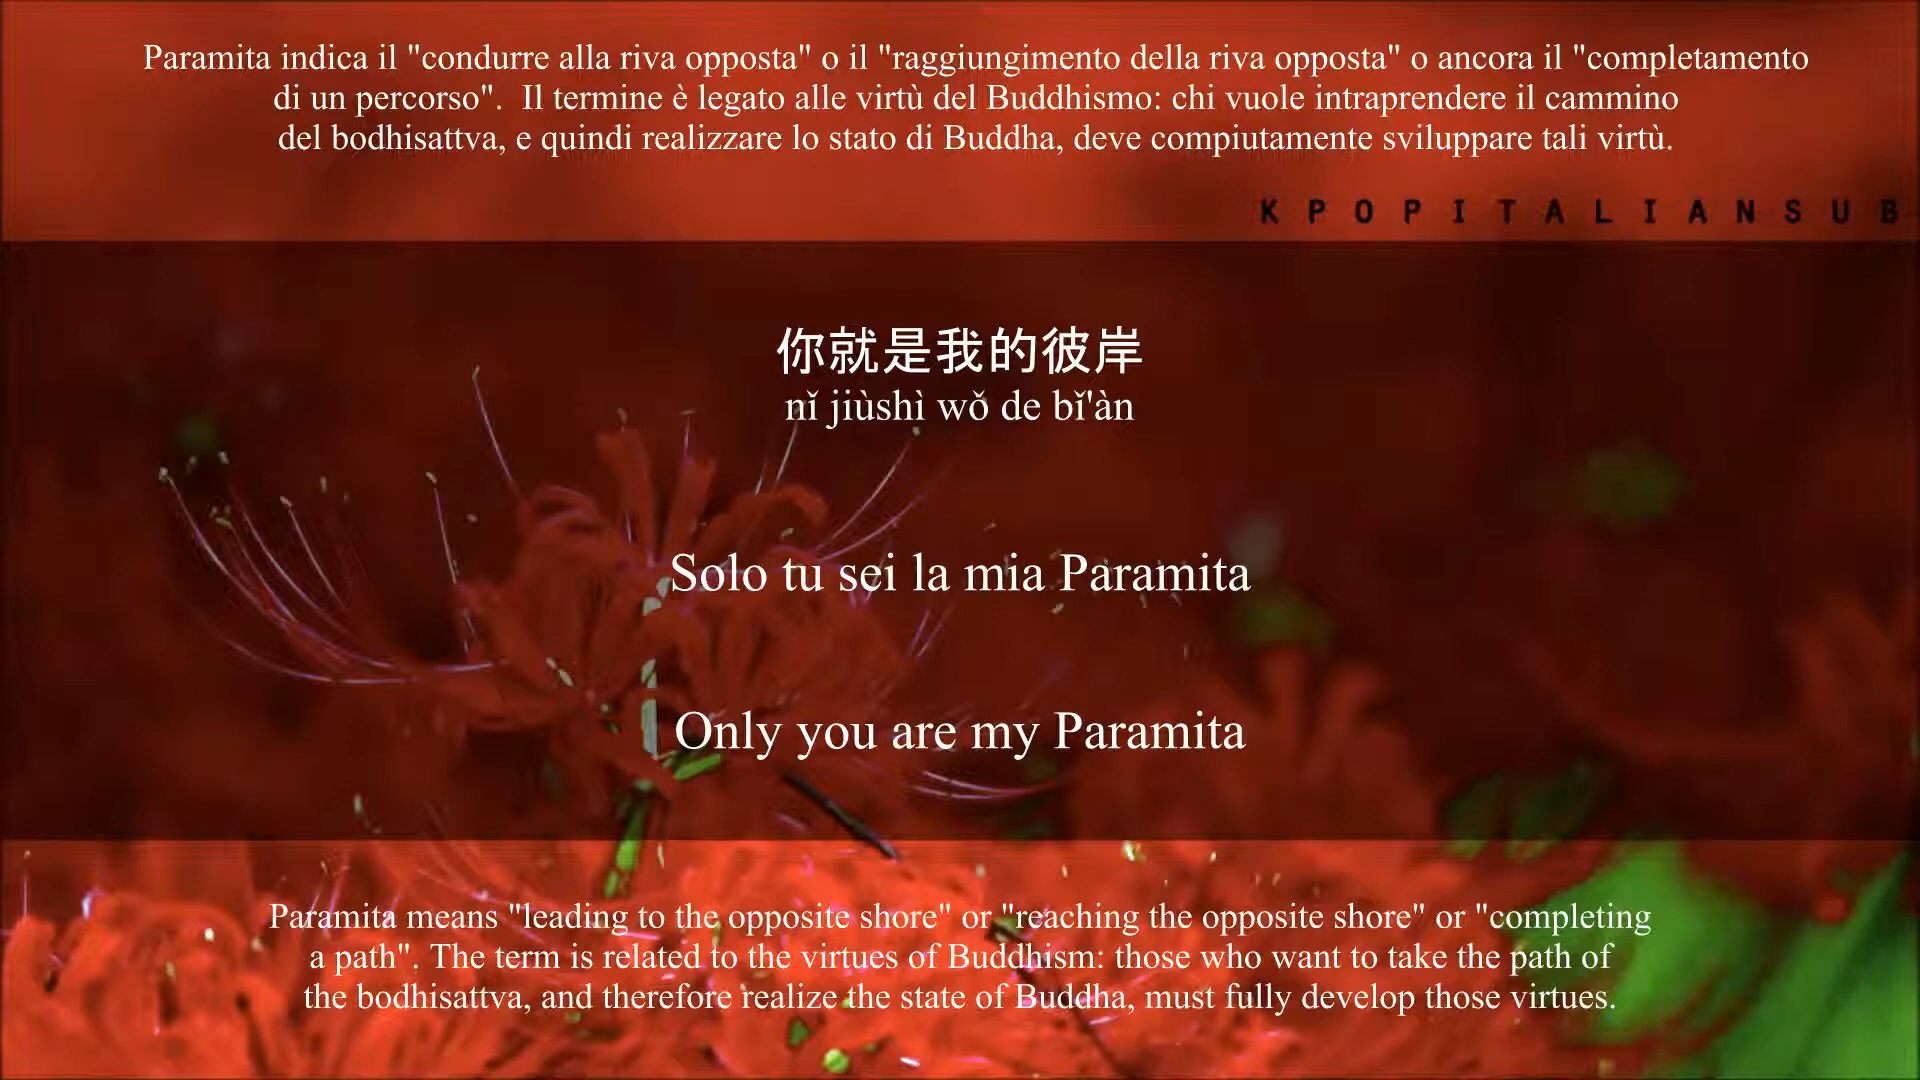 Paramita indica il "condurre alla riva opposta" o il "raggiungimento della riva opposta" o ancora il "completamento
di un percorso".  Il termine è legato alle virtù del Buddhismo: chi vuole intraprendere il cammino
del bodhisattva, e quindi realizzare lo stato di Buddha, deve compiutamente sviluppare tali virtù.
KPOPITALIANSUB
你就是我的彼岸
nǐ jiùshì wǒ de bǐ'àn
Solo tu sei la mia Paramita
Only you are my Paramita
Paramita means "leading to the opposite shore" or "reaching the opposite shore" or "completing
a path". The term is related to the virtues of Buddhism: those who want to take the path of
the bodhisattva, and therefore realize the state of Buddha, must fully develop those virtues.